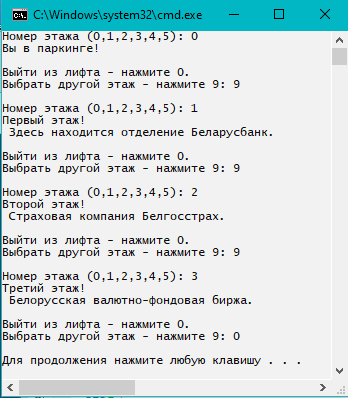 C:\Windows\system32\cmd.exe
Номер этажа (0,1,2,3,4,5): 0
Вы в паркинге!
Выйти из лифта - нажмите 0.
Выбрать другой этаж - нажмите 9: 9
Номер этажа (0,1,2,3,4,5): 1
Первый этаж!
Здесь находится отделение Беларусбанк.
Выйти из лифта - нажмите 0.
Выбрать другой этаж - нажмите 9: 9
Номер этажа (0,1,2,3,4,5): 2
Второй этаж!
Страховая компания Белгосстрах.
Выйти из лифта - нажмите 0.
Выбрать другой этаж - нажмите 9: 9
Номер этажа (0,1,2,3,4,5): 3
Третий этаж!
Белорусская валютно-фондовая биржа.
Выйти из лифта - нажмите 0.
Выбрать другой этаж - нажмите 9: 0
Для продолжения нажмите любую клавишу . . .